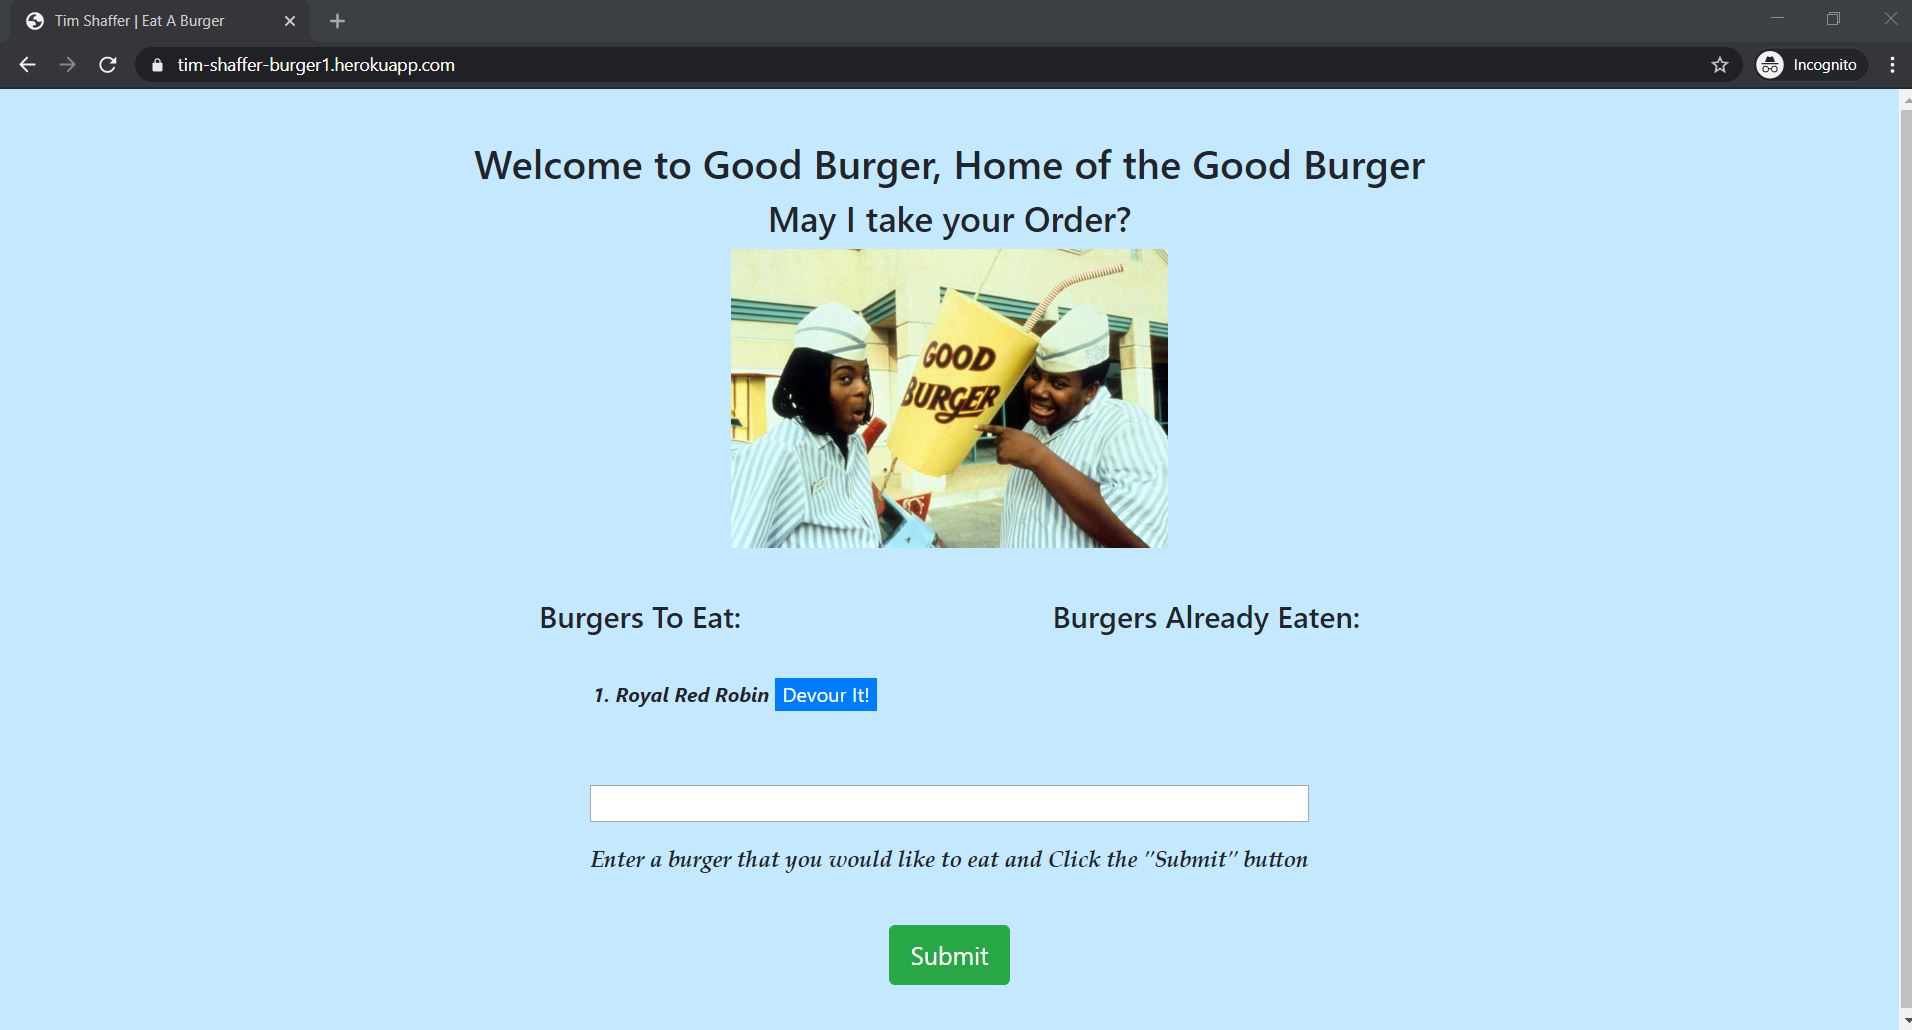 Tim Shaffer | Eat A Burger
tim-shaffer-burger1.herokuapp.com
Incognito
Welcome to Good Burger, Home of the Good Burger
May I take your Order?
GOOD
BURGER
Burgers To Eat:
Burgers Already Eaten:
1. Royal Red Robin
Devour It!
Enter a burger that you would like to eat and Click the "Submit" button
Submit